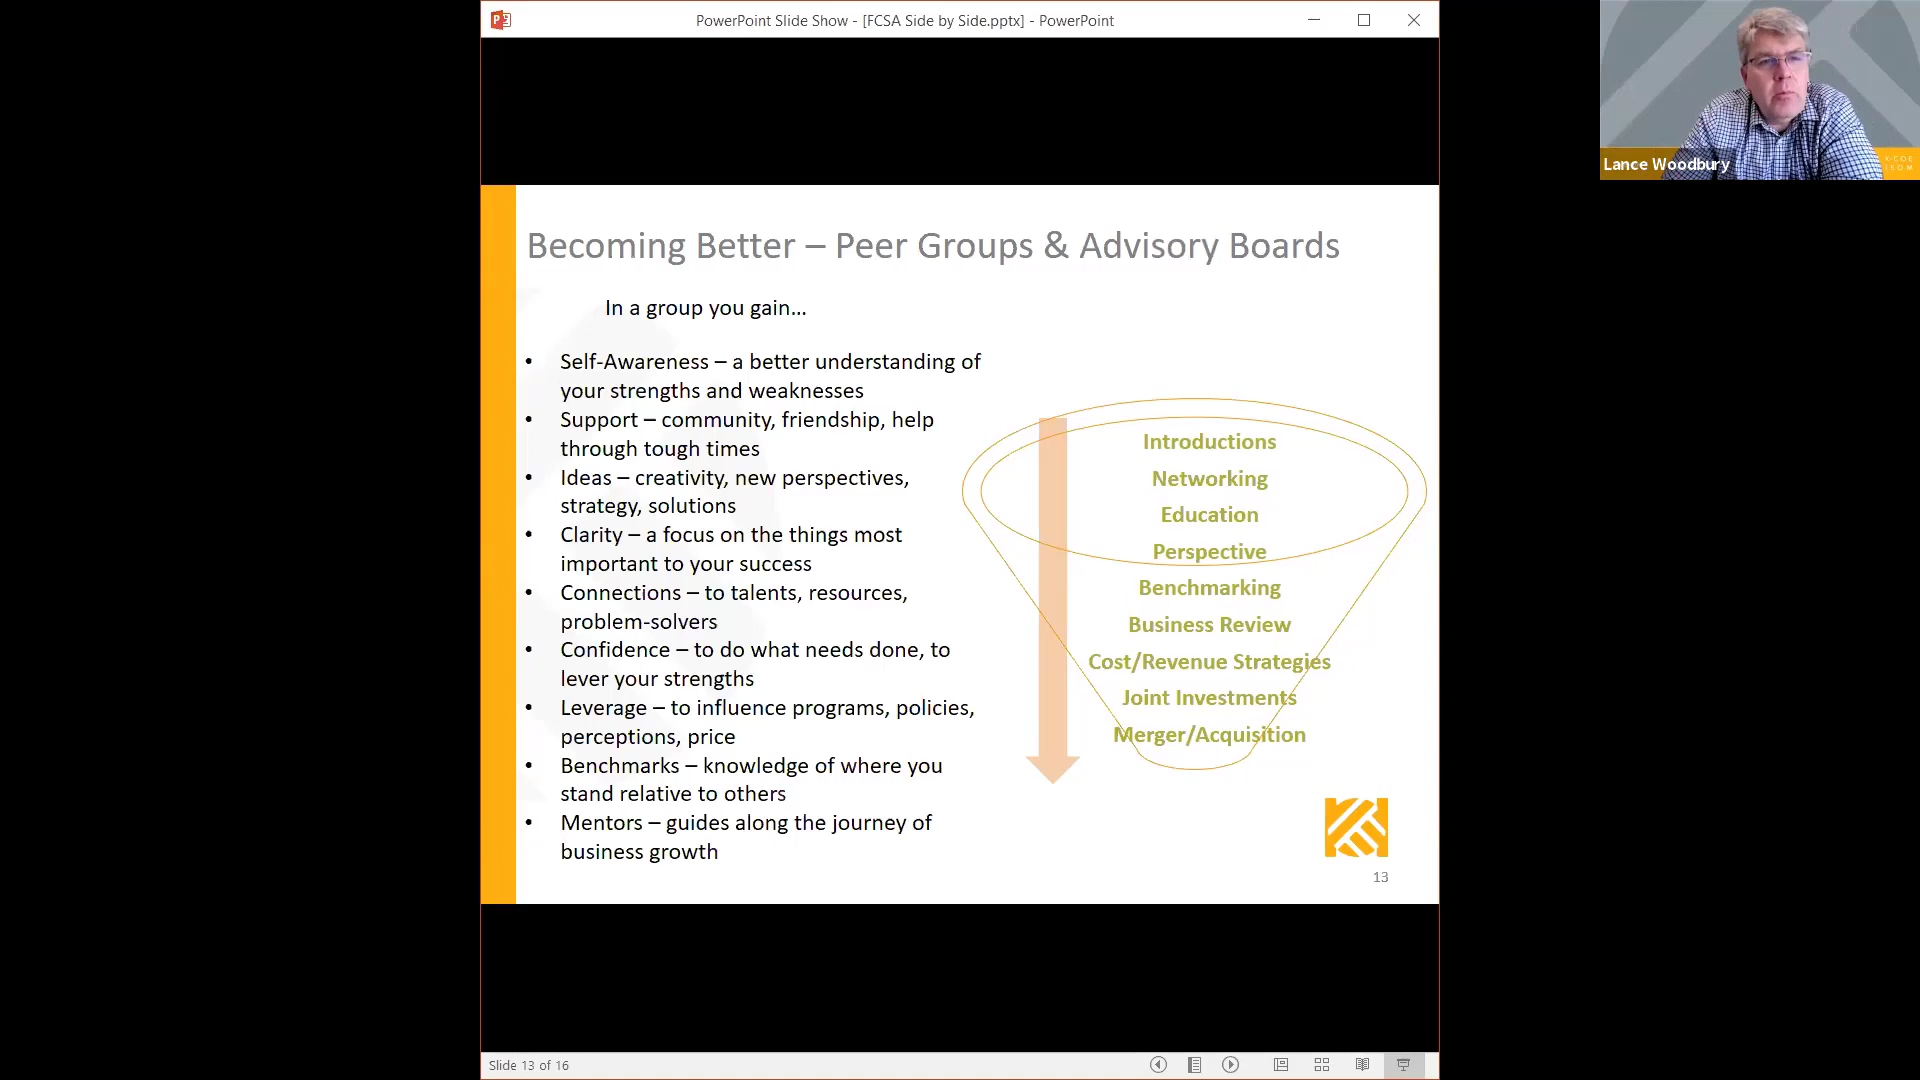 PowerPoint Slide Show - [FCSA Side by Side.pptx] - PowerPoint
Lance Woodbury
Becoming Better – Peer Groups & Advisory Boards
In a group you gain...
• Self-Awareness – a better understanding of
your strengths and weaknesses
• Support – community, friendship, help
through tough times
• Ideas – creativity, new perspectives,
strategy, solutions
• Clarity – a focus on the things most
important to your success
• Connections – to talents, resources,
problem-solvers
• Confidence – to do what needs done, to
lever your strengths
• Leverage – to influence programs, policies,
perceptions, price
• Benchmarks – knowledge of where you
stand relative to others
• Mentors – guides along the journey of
business growth
Introductions
Networking
Education
Perspective
Benchmarking
Business Review
Cost/Revenue Strategies
Joint Investments
Merger/Acquisition
13
Slide 13 of 16